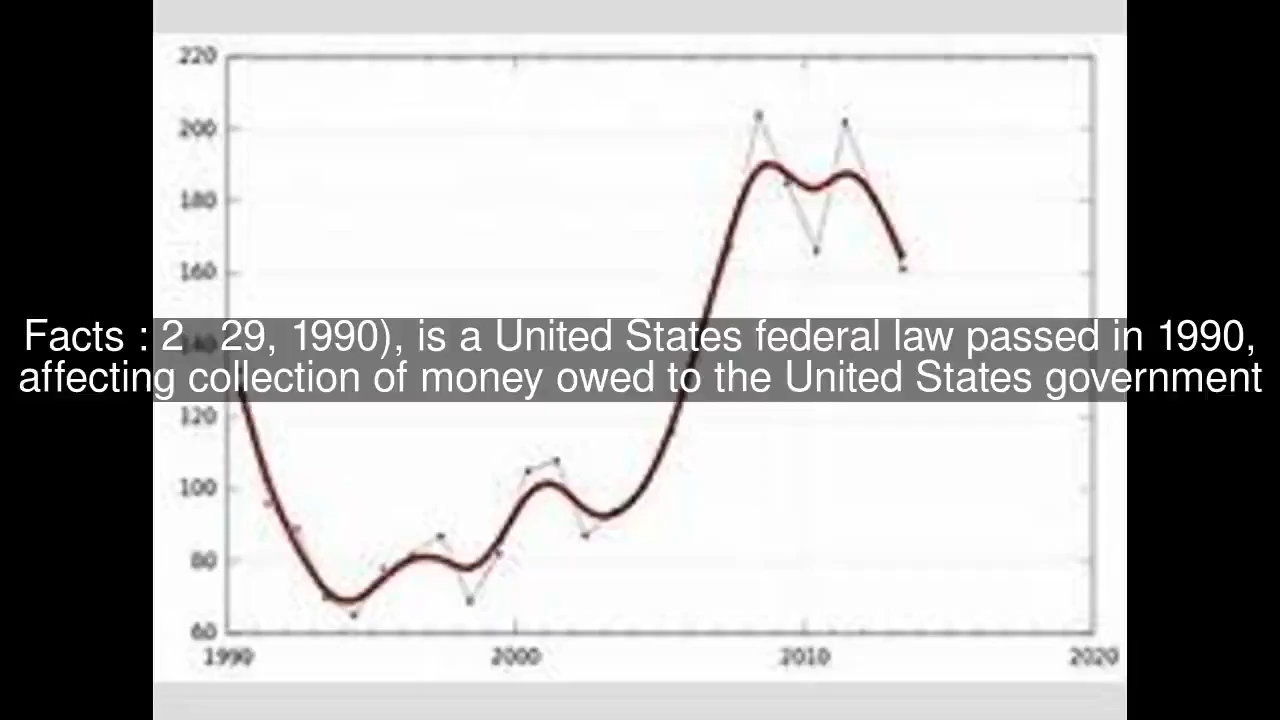 220
200
180
160
Facts : 2 . 29, 1990), is a United States federal law passed in 1990,
affecting collection of money owed to the United States government
120
100
80
60
1990 2000 2010 2020